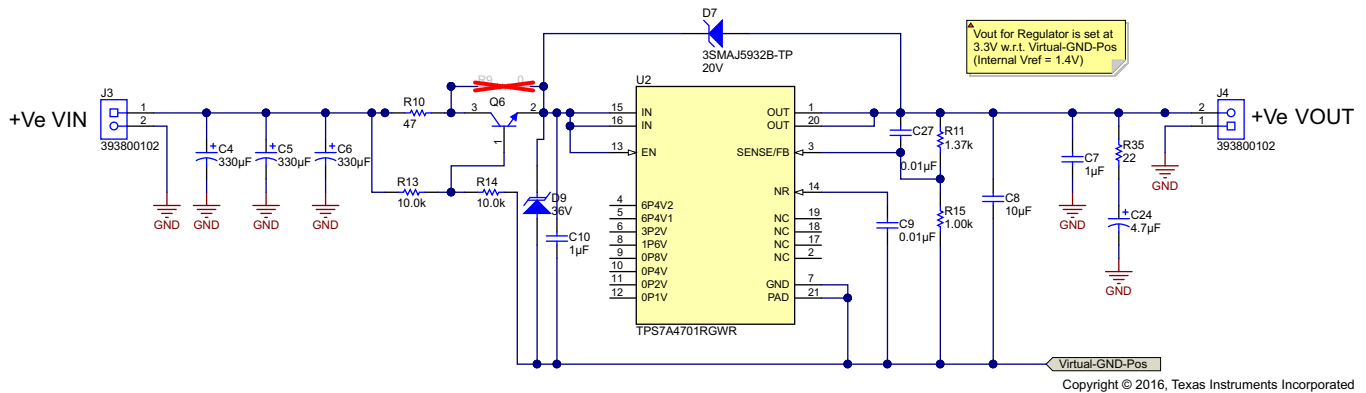 D7
3SMAJ5932B-TP
20V
Vout for Regulator is set at
3.3V w.r.t. Virtual-GND-Pos
(Internal Vref = 1.4V)
+Ve VIN
J3
1
2
393800102
C4
330µF
C5
330µF
C6
330µF
GND
GND
GND
GND
R9
0
R10
47
Q6
3
2
1
R13
10.0k
R14
10.0k
D9
36V
C10
1µF
U2
15
IN
16
IN
13
EN
4
6P4V2
5
6P4V1
6
3P2V
8
1P6V
9
0P8V
10
0P4V
11
0P2V
12
0P1V
OUT
1
OUT
20
SENSE/FB
3
NR
14
NC
19
NC
18
NC
17
NC
2
GND
7
PAD
21
TPS7A4701RGWR
C27
0.01µF
R11
1.37k
R15
1.00k
C9
0.01µF
C8
10µF
C7
1µF
GND
R35
22
C24
4.7µF
GND
J4
2
1
393800102
GND
+Ve VOUT
Virtual-GND-Pos
Copyright © 2016, Texas Instruments Incorporated